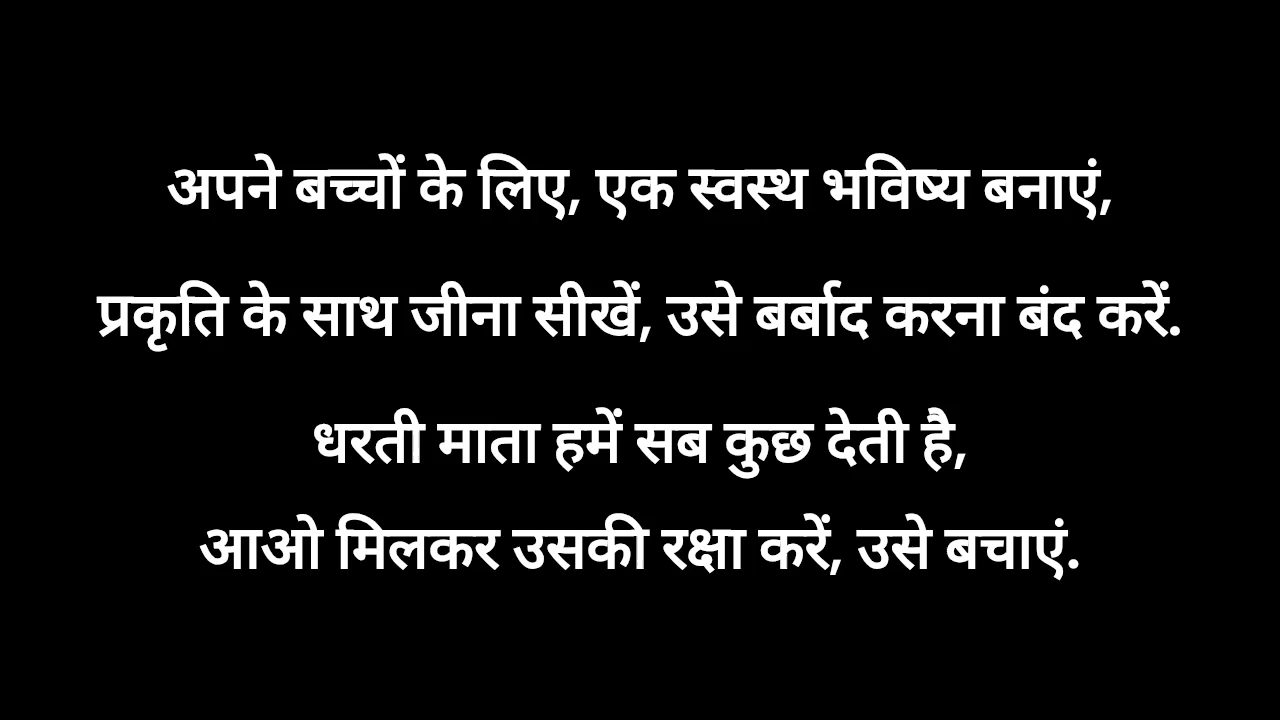 अपने बच्चों के लिए, एक स्वस्थ भविष्य बनाएं,
प्रकृति के साथ जीना सीखें, उसे बर्बाद करना बंद करें.
धरती माता हमें सब कुछ देती है,
आओ मिलकर उसकी रक्षा करें, उसे बचाएं.